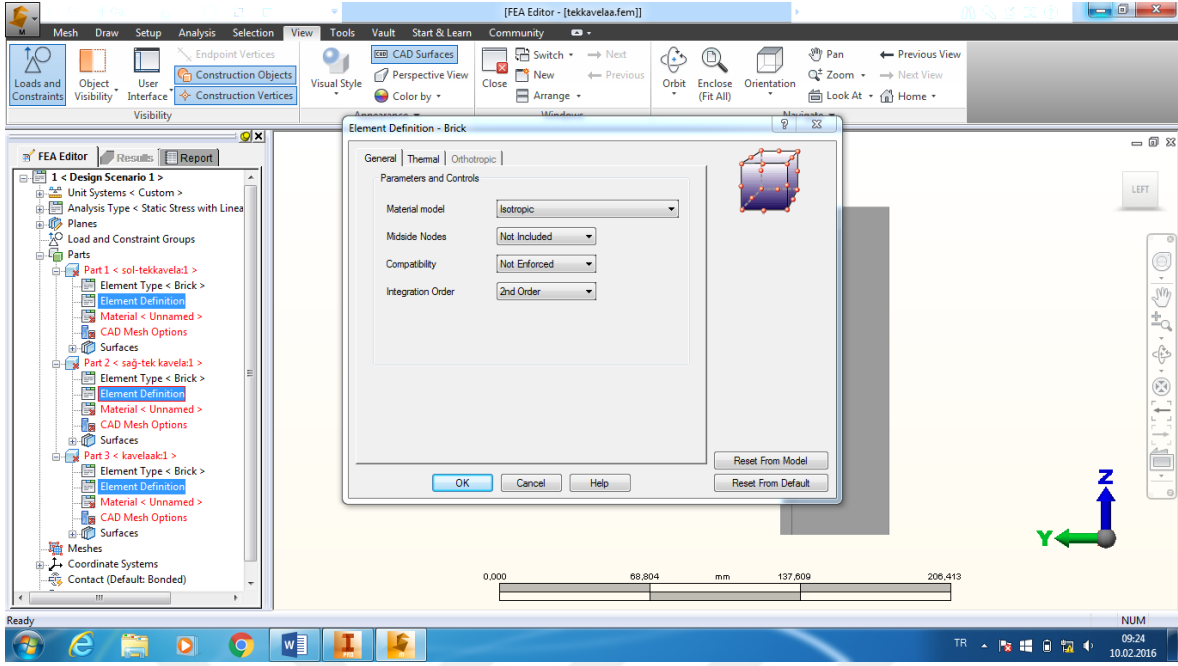 [FEA Editor - [tekkavelaa.fem]]
M Mesh Draw Setup Analysis Selection View Tools Vault Start & Learn Community
Loads and Constraints
Object Visibility
User Interface
Endpoint Vertices
Construction Objects
Construction Vertices
Visibility
Visual Style
CAD Surfaces
Perspective View
Color by
Appearance
Close
Switch
Next
New
Previous
Arrange
Windows
Orbit
Enclose (Fit All)
Orientation
Pan
Zoom
Look At
Previous View
Next View
Home
Navigate
FEA Editor Results Report
1 < Design Scenario 1 >
Unit Systems < Custom >
Analysis Type < Static Stress with Linea
Planes
Load and Constraint Groups
Parts
Part 1 < sol-tekkavela:1 >
Element Type < Brick >
Element Definition
Material < Unnamed >
CAD Mesh Options
Surfaces
Part 2 < sağ-tek kavela:1 >
Element Type < Brick >
Element Definition
Material < Unnamed >
CAD Mesh Options
Surfaces
Part 3 < kavelaak:1 >
Element Type < Brick >
Element Definition
Material < Unnamed >
CAD Mesh Options
Surfaces
Meshes
Coordinate Systems
Contact (Default: Bonded)
Element Definition - Brick
General Thermal Orthotropic
Parameters and Controls
Material model Isotropic
Midside Nodes Not Included
Compatibility Not Enforced
Integration Order 2nd Order
Reset From Model
OK Cancel Help Reset From Default
LEFT
Z
Y
0,000 68,804 mm 137,609 206,413
Ready
NUM
TR
09:24
10.02.2016